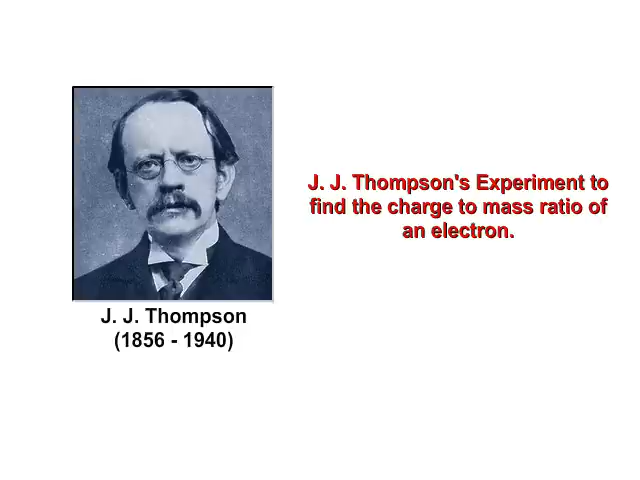 J. J. Thompson's Experiment to
find the charge to mass ratio of
an electron.
J. J. Thompson
(1856 - 1940)